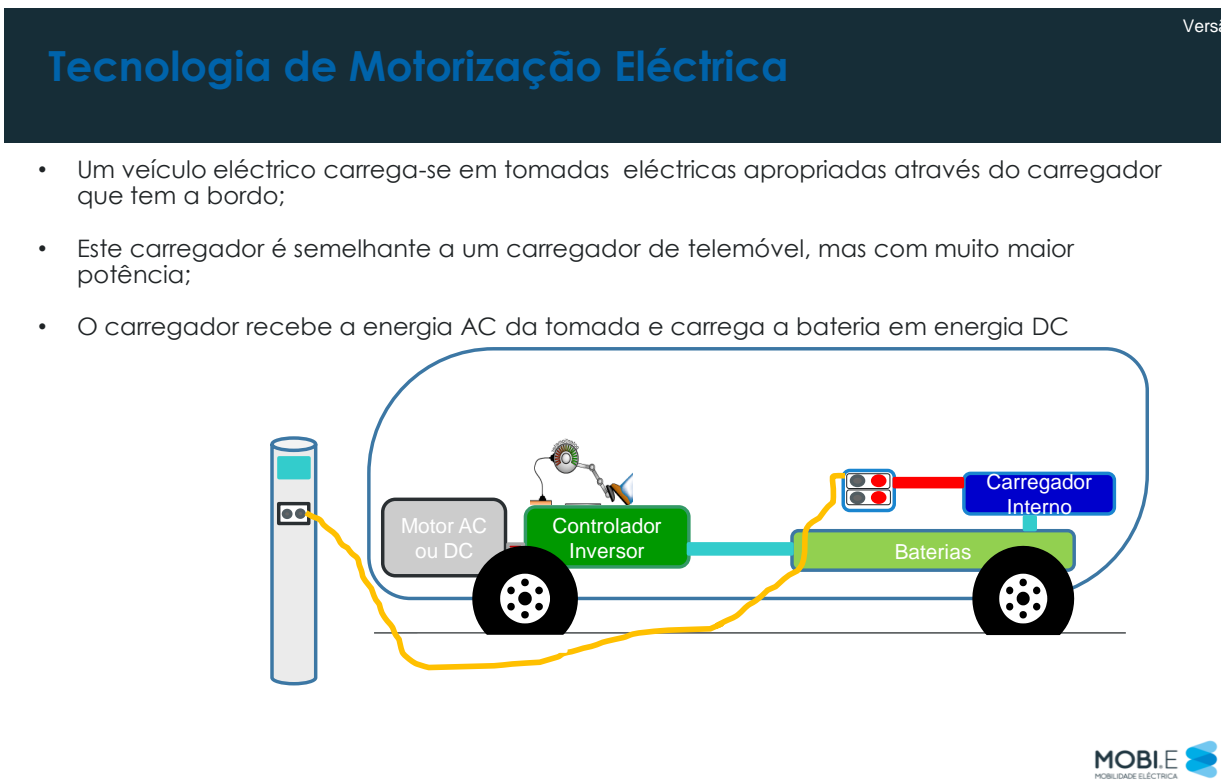 Versã
Tecnologia de Motorização Eléctrica
• Um veículo eléctrico carrega-se em tomadas eléctricas apropriadas através do carregador
que tem a bordo;
• Este carregador é semelhante a um carregador de telemóvel, mas com muito maior
potência;
• O carregador recebe a energia AC da tomada e carrega a bateria em energia DC
Motor AC
ou DC
Controlador
Inversor
Carregador
Interno
Baterias
MOBI.E
MOBILIDADE ELÉCTRICA